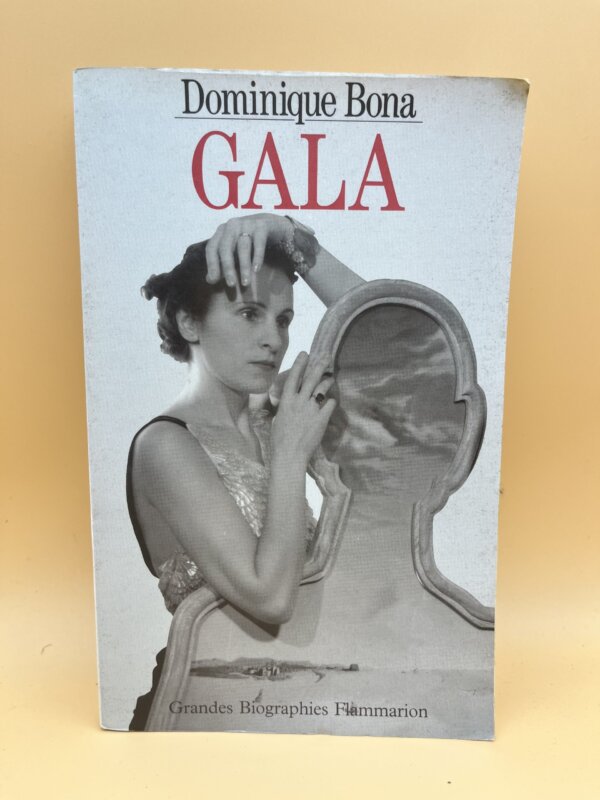 Dominique Bona
GALA
Grandes Biographies Flammarion